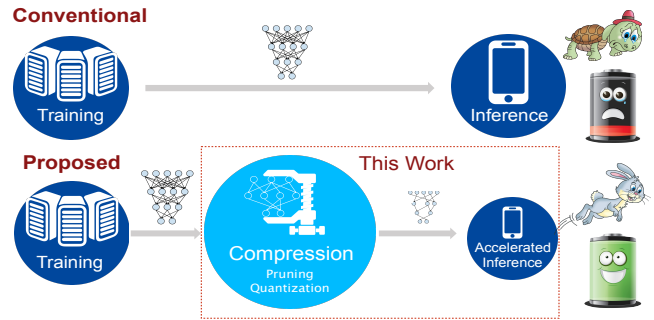 Conventional
Training
Inference
Proposed
This Work
Training
Compression
Pruning
Quantization
Accelerated
Inference